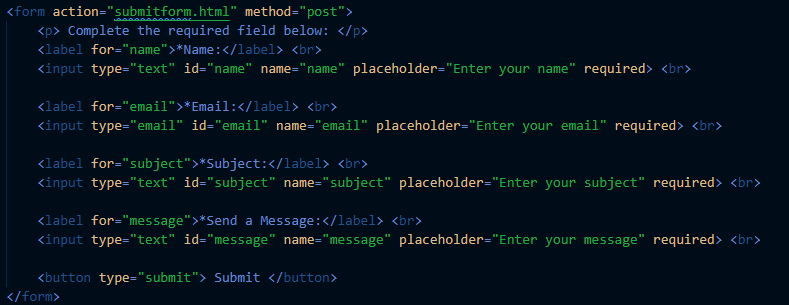 <form action="submitform.html" method="post">
<p> Complete the required field below: </p>
<label for="name">*Name:</label> <br>
<input type="text" id="name" name="name" placeholder="Enter your name" required> <br>
<label for="email">*Email:</label> <br>
<input type="email" id="email" name="email" placeholder="Enter your email" required> <br>
<label for="subject">*Subject:</label> <br>
<input type="text" id="subject" name="subject" placeholder="Enter your subject" required> <br>
<label for="message">*Send a Message:</label> <br>
<input type="text" id="message" name="message" placeholder="Enter your message" required> <br>
<button type="submit"> Submit </button>
</form>